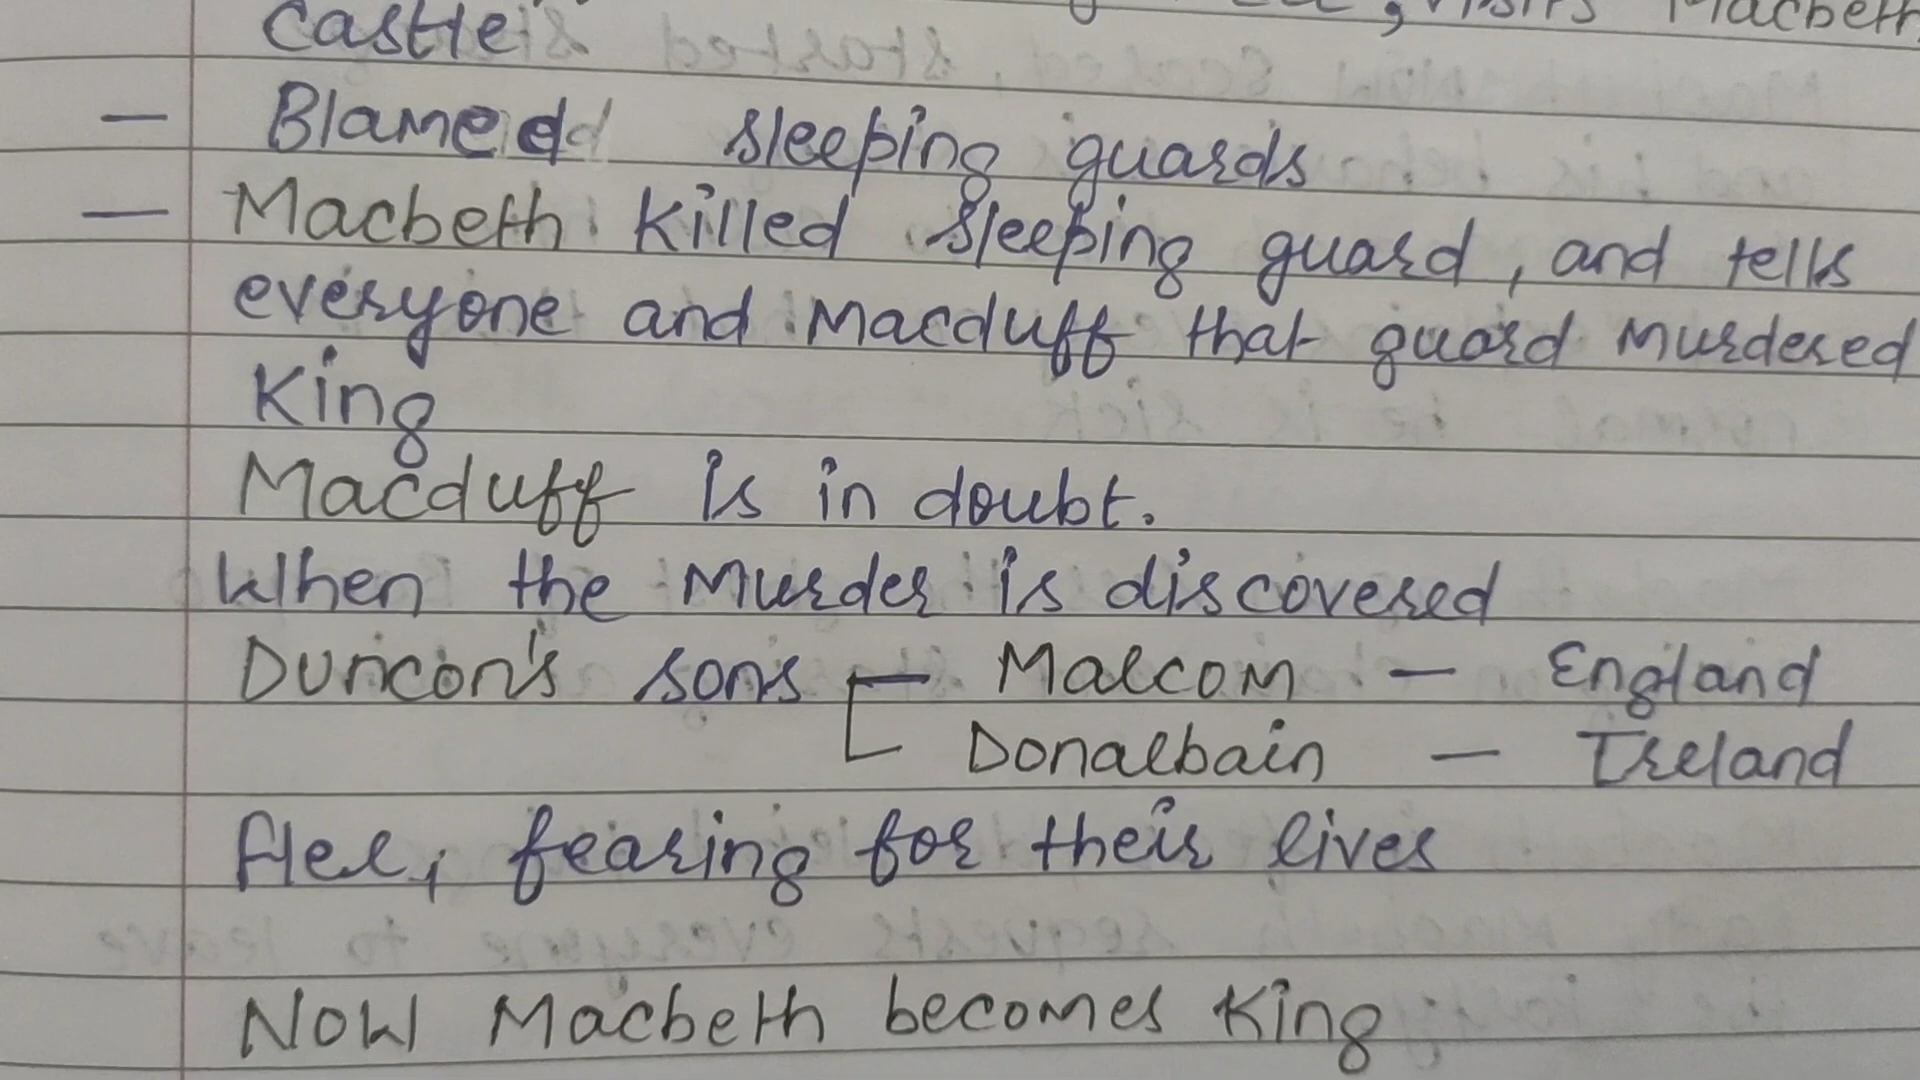 , visits Macbeth
castle
— Blamed sleeping guards
— Macbeth killed sleeping guard, and tells
everyone and Macduff that guard murdered
King
Macduff is in doubt.
When the Murder is discovered
Duncon's sons — Malcom — England
Donalbain — Ireland
flee, fearing for their lives
Now Macbeth becomes King